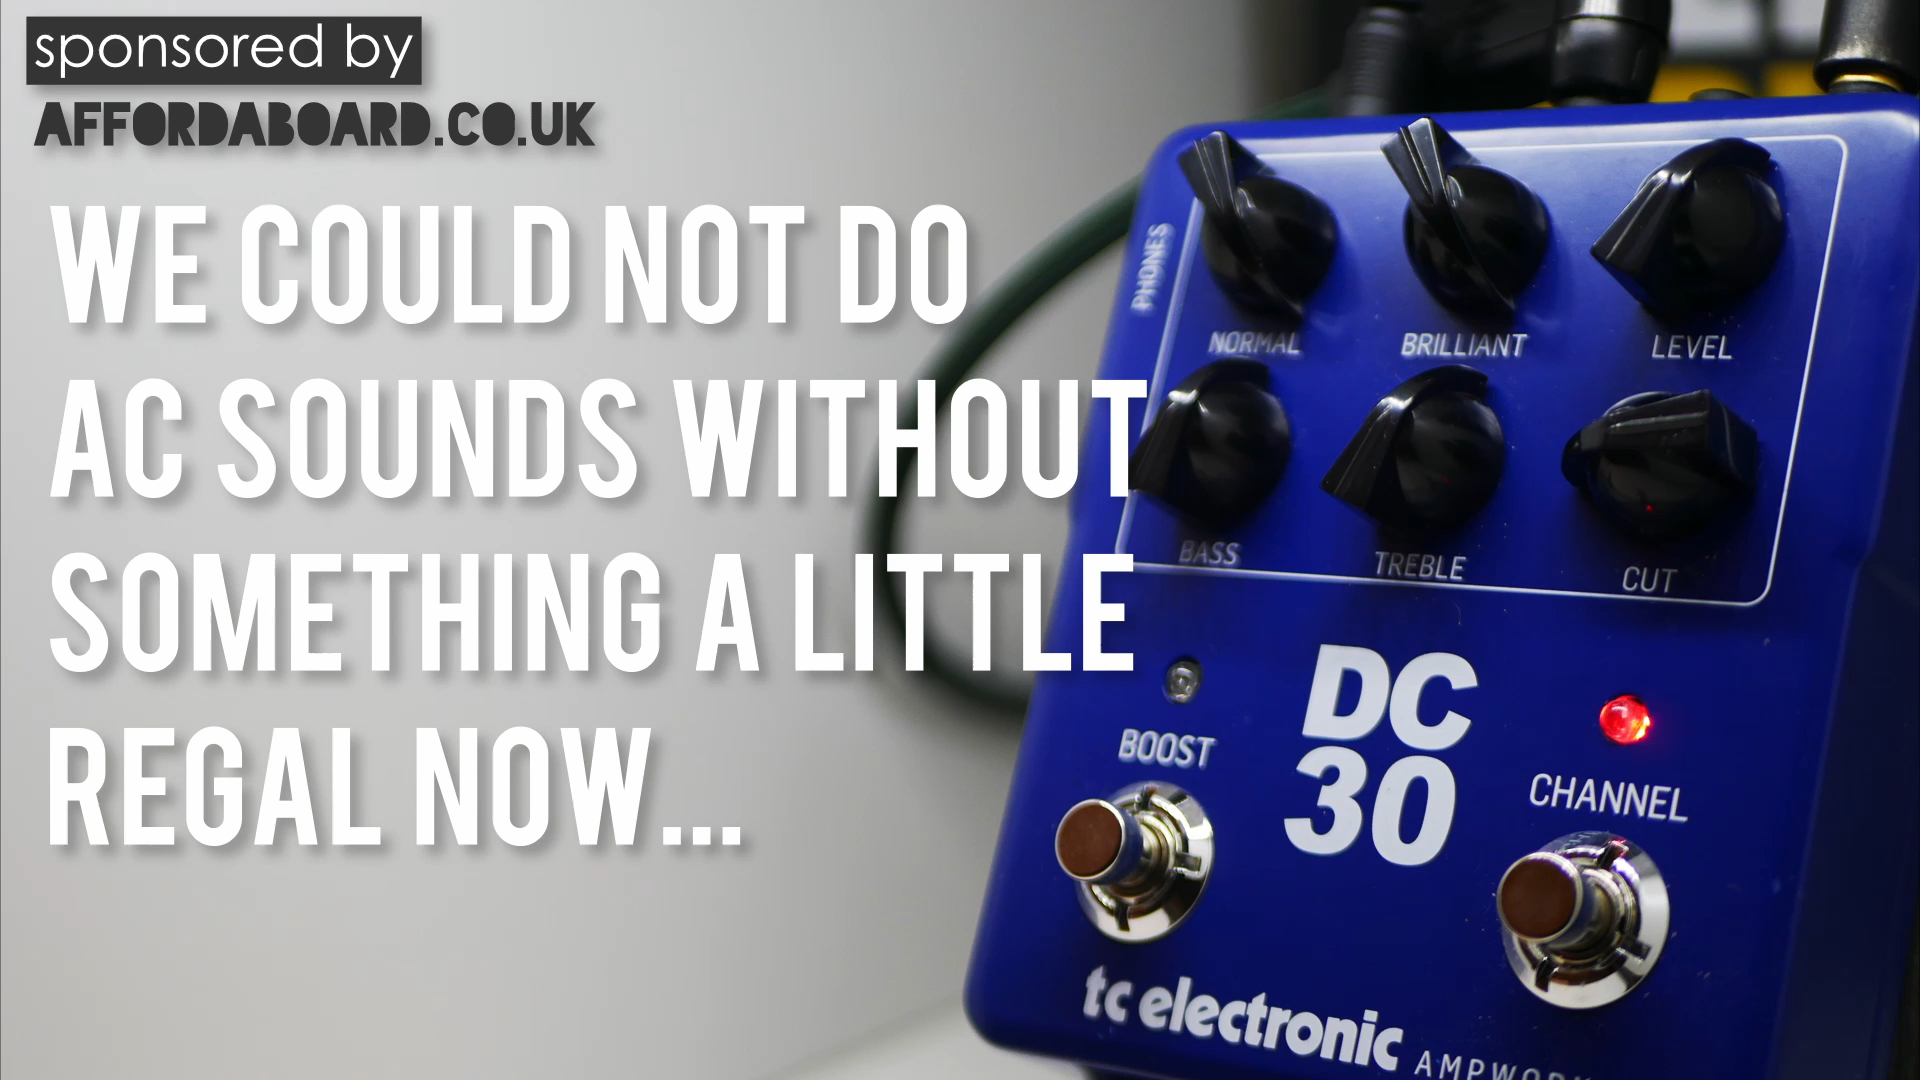 sponsored by
AFFORDABOARD.CO.UK
WE COULD NOT DO
AC SOUNDS WITHOUT
SOMETHING A LITTLE
REGAL NOW...
PHONES
NORMAL BRILLIANT LEVEL
BASS TREBLE CUT
DC
30
BOOST
CHANNEL
tc electronic